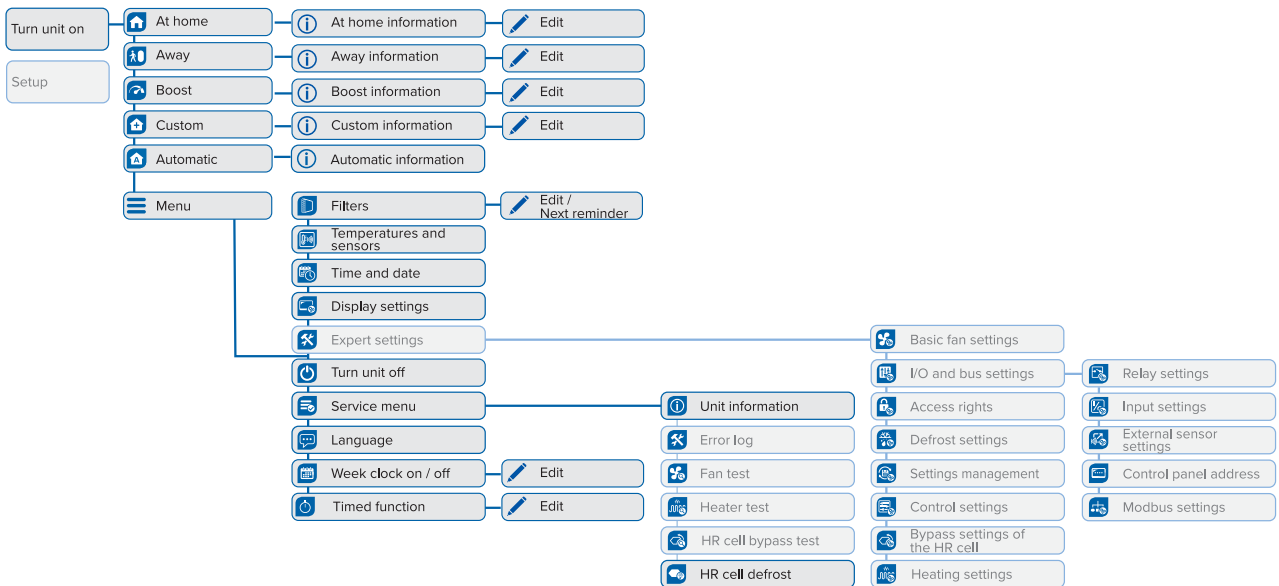 Turn unit on
Setup
At home
At home information
Edit
Away
Away information
Edit
Boost
Boost information
Edit
Custom
Custom information
Edit
A
Automatic
Automatic information
Menu
Filters
Edit /
Next reminder
Temperatures and
sensors
Time and date
Display settings
Expert settings
Turn unit off
Service menu
Language
Week clock on / off
Edit
Timed function
Edit
Unit information
Error log
Fan test
Heater test
HR cell bypass test
HR cell defrost
Basic fan settings
I/O and bus settings
Access rights
Defrost settings
Settings management
Control settings
Bypass settings of
the HR cell
Heating settings
Relay settings
Input settings
External sensor
settings
Control panel address
Modbus settings